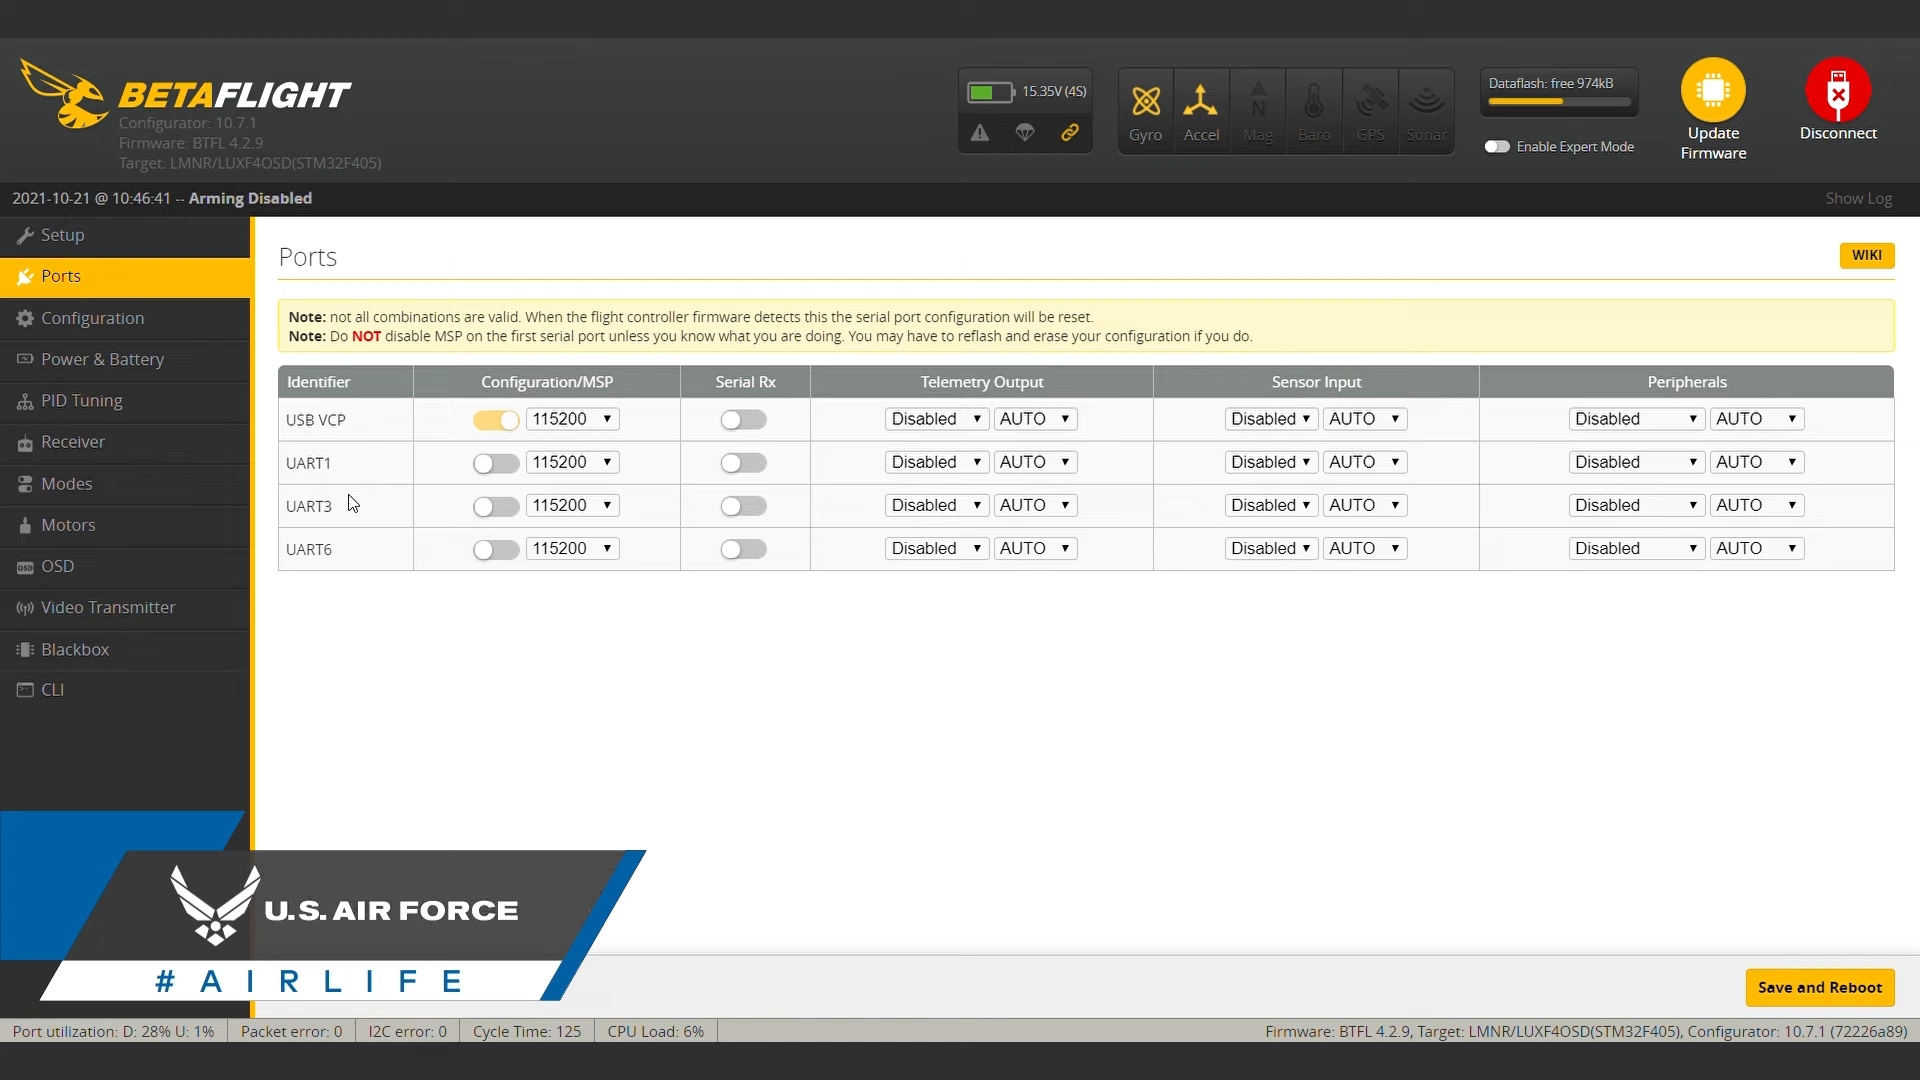 BETAFLIGHT
Configurator: 10.7.1
Firmware: BTFL 4.2.9
Target: LMNR/LUXF4OSD(STM32F405)
15.35V (4S)
Gyro Accel Mag Baro GPS Sonar
Dataflash: free 974kB
Enable Expert Mode
Update
Firmware
Disconnect
2021-10-21 @ 10:46:41 -- Arming Disabled
Show Log
Setup
Ports
Configuration
Power & Battery
PID Tuning
Receiver
Modes
Motors
OSD OSD
Video Transmitter
Blackbox
CLI
Ports
WIKI
Note: not all combinations are valid. When the flight controller firmware detects this the serial port configuration will be reset.
Note: Do NOT disable MSP on the first serial port unless you know what you are doing. You may have to reflash and erase your configuration if you do.
Identifier Configuration/MSP Serial Rx Telemetry Output Sensor Input Peripherals
USB VCP 115200 Disabled AUTO Disabled AUTO Disabled AUTO
UART1 115200 Disabled AUTO Disabled AUTO Disabled AUTO
UART3 115200 Disabled AUTO Disabled AUTO Disabled AUTO
UART6 115200 Disabled AUTO Disabled AUTO Disabled AUTO
U.S. AIR FORCE
#AIRLIFE
Save and Reboot
Port utilization: D: 28% U: 1% Packet error: 0 I2C error: 0 Cycle Time: 125 CPU Load: 6% Firmware: BTFL 4.2.9, Target: LMNR/LUXF4OSD(STM32F405), Configurator: 10.7.1 (72226a89)